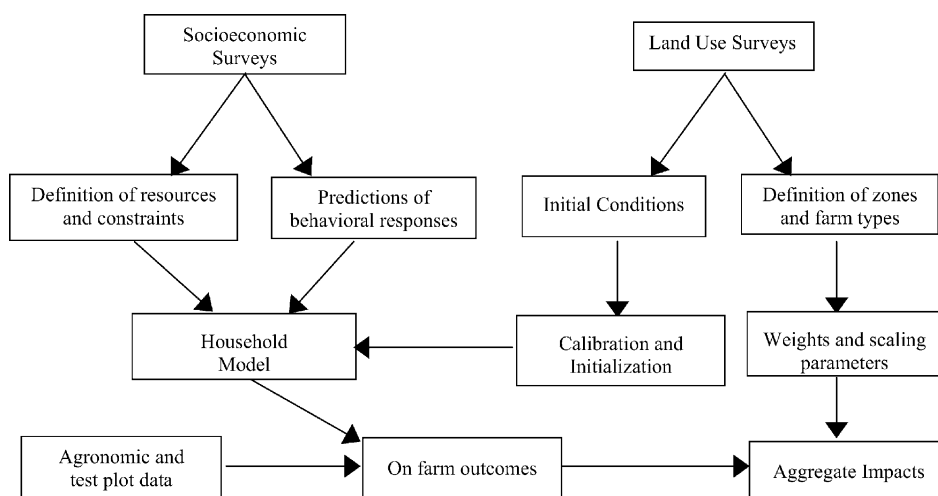 Socioeconomic
Surveys
Land Use Surveys
Definition of resources
and constraints
Predictions of
behavioral responses
Initial Conditions
Definition of zones
and farm types
Household
Model
Calibration and
Initialization
Weights and scaling
parameters
Agronomic and
test plot data
On farm outcomes
Aggregate Impacts